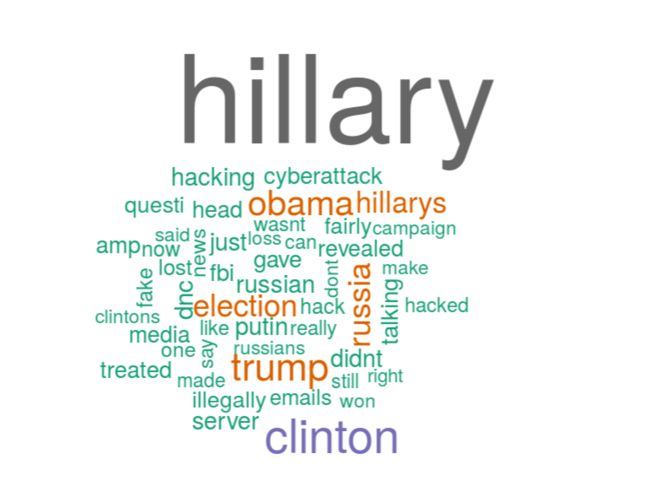 hillary
hacking cyberattack
questi head obama hillarys
wasnt fairly campaign
said news just loss can revealed
amp now
lost fbi gave dont russia make
fake dnc russian talking
election hack hacked
clintons like putin really
media
one say russians didnt
treated made trump still right
illegally emails won
server clinton